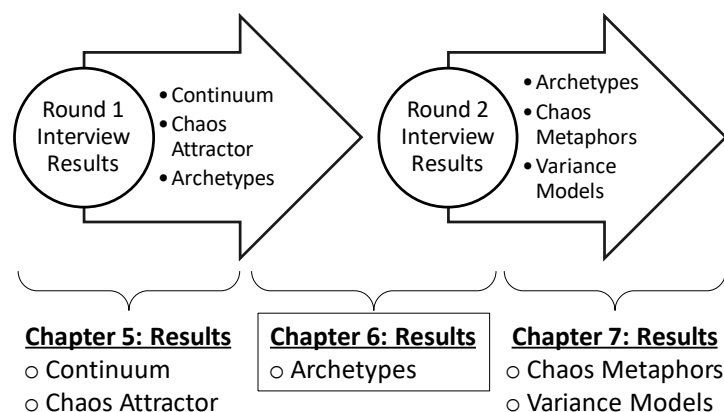 Round 1
Interview
Results
• Continuum
• Chaos
Attractor
• Archetypes
Round 2
Interview
Results
• Archetypes
• Chaos
Metaphors
• Variance
Models
Chapter 5: Results
○ Continuum
○ Chaos Attractor
Chapter 6: Results
○ Archetypes
Chapter 7: Results
○ Chaos Metaphors
○ Variance Models